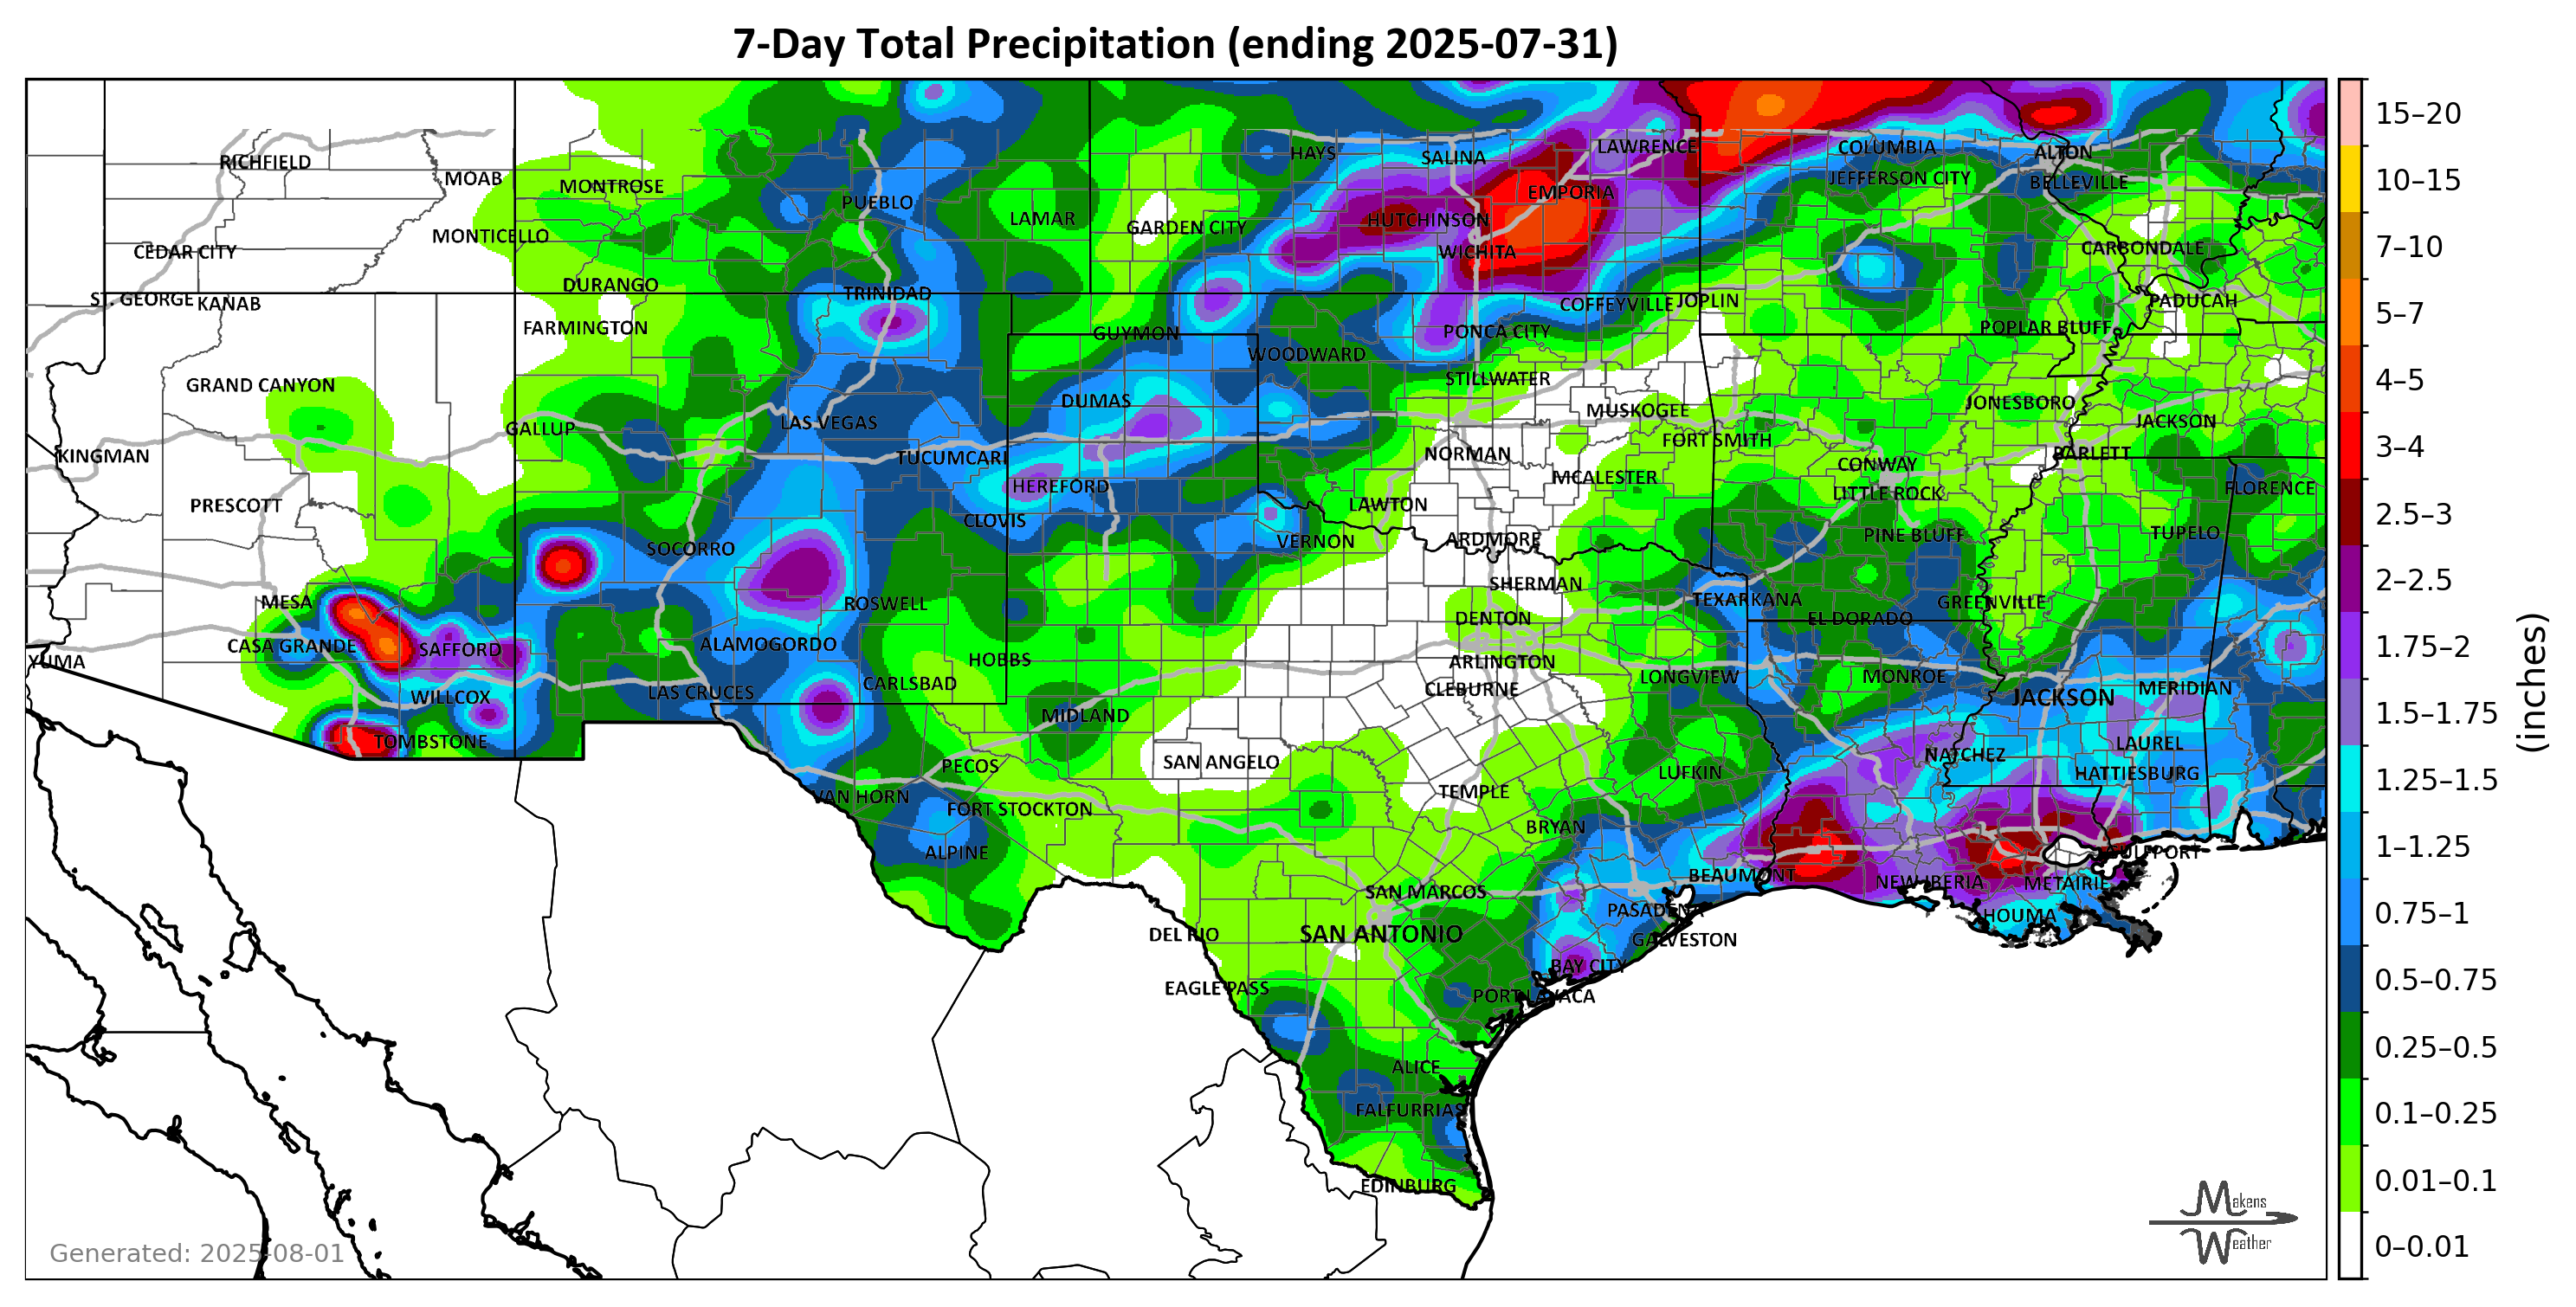 7-Day Total Precipitation (ending 2025-07-31)
15–20
10–15
7–10
5–7
4–5
3–4
2.5–3
2–2.5
1.75–2
1.5–1.75
1.25–1.5
1–1.25
0.75–1
0.5–0.75
0.25–0.5
0.1–0.25
0.01–0.1
0–0.01
(inches)
RICHFIELD
MOAB
MONTROSE
PUEBLO
LAMAR
GARDEN CITY
HAYS
SALINA
LAWRENCE
EMPORIA
HUTCHINSON
WICHITA
COLUMBIA
JEFFERSON CITY
ALTON
BELLEVILLE
CARBONDALE
CEDAR CITY
MONTICELLO
DURANGO
TRINIDAD
ST. GEORGE
KANAB
FARMINGTON
GUYMON
WOODWARD
PONCA CITY
COFFEYVILLE
JOPLIN
POPLAR BLUFF
PADUCAH
GRAND CANYON
GALLUP
LAS VEGAS
DUMAS
STILLWATER
MUSKOGEE
FORT SMITH
JONESBORO
JACKSON
KINGMAN
TUCUMCARI
HEREFORD
NORMAN
MCALESTER
CONWAY
BARLETT
LITTLE ROCK
FLORENCE
PRESCOTT
CLOVIS
LAWTON
VERNON
ARDMORE
PINE BLUFF
TUPELO
SOCORRO
SHERMAN
MESA
ROSWELL
DENTON
TEXARKANA
EL DORADO
GREENVILLE
CASA GRANDE
SAFFORD
ALAMOGORDO
HOBBS
ARLINGTON
YUMA
WILLCOX
LAS CRUCES
CARLSBAD
CLEBURNE
LONGVIEW
MONROE
JACKSON
MERIDIAN
TOMBSTONE
MIDLAND
SAN ANGELO
PECOS
LUFKIN
NATCHEZ
LAUREL
HATTIESBURG
VAN HORN
FORT STOCKTON
TEMPLE
BRYAN
ALPINE
SAN MARCOS
BEAUMONT
NEW IBERIA
METAIRIE
GULFPORT
HOUMA
PASADENA
GALVESTON
DEL RIO
SAN ANTONIO
BAY CITY
EAGLE PASS
PORT LAVACA
ALICE
FALFURRIAS
EDINBURG
Generated: 2025-08-01
Makens
Weather